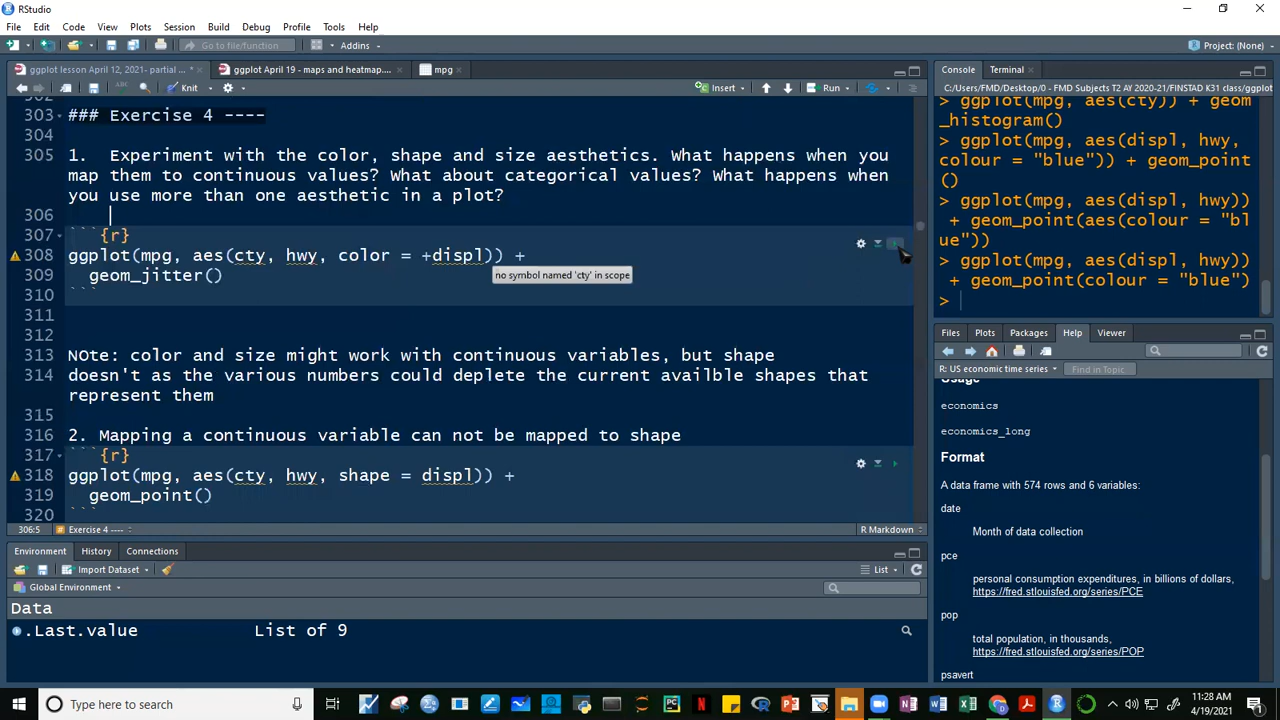 RStudio
File Edit Code View Plots Session Build Debug Profile Tools Help
Go to file/function Addins Project: (None)
ggplot lesson April 12, 2021- partial ... * ggplot April 19 - maps and heatmap.... mpg Console Terminal
Knit Insert Run C:/Users/FMD/Desktop/0 - FMD Subjects T2 AY 2020-21/FINSTAD K31 class/ggplot
302
303 ### Exercise 4 ----
304
305 1. Experiment with the color, shape and size aesthetics. What happens when you
map them to continuous values? What about categorical values? What happens when
you use more than one aesthetic in a plot?
306
307 ```{r}
308 ggplot(mpg, aes(cty, hwy, color = +displ)) +
no symbol named 'cty' in scope
309 geom_jitter()
310 ```
311
312
313 NOte: color and size might work with continuous variables, but shape
314 doesn't as the various numbers could deplete the current availble shapes that
represent them
315
316 2. Mapping a continuous variable can not be mapped to shape
317 ```{r}
318 ggplot(mpg, aes(cty, hwy, shape = displ)) +
319 geom_point()
320 ```
306:5 Exercise 4 ---- R Markdown
> ggplot(mpg, aes(cty)) + geom
_histogram()
> ggplot(mpg, aes(displ, hwy,
colour = "blue")) + geom_point
()
> ggplot(mpg, aes(displ, hwy))
+ geom_point(aes(colour = "bl
ue"))
> ggplot(mpg, aes(displ, hwy))
+ geom_point(colour = "blue")
>
Files Plots Packages Help Viewer
R: US economic time series Find in Topic
Usage
economics
economics_long
Format
A data frame with 574 rows and 6 variables:
date
Month of data collection
pce
personal consumption expenditures, in billions of dollars,
https://fred.stlouisfed.org/series/PCE
pop
total population, in thousands,
https://fred.stlouisfed.org/series/POP
psavert
Environment History Connections
Import Dataset List
Global Environment
Data
.Last.value List of 9
Type here to search
11:28 AM
4/19/2021